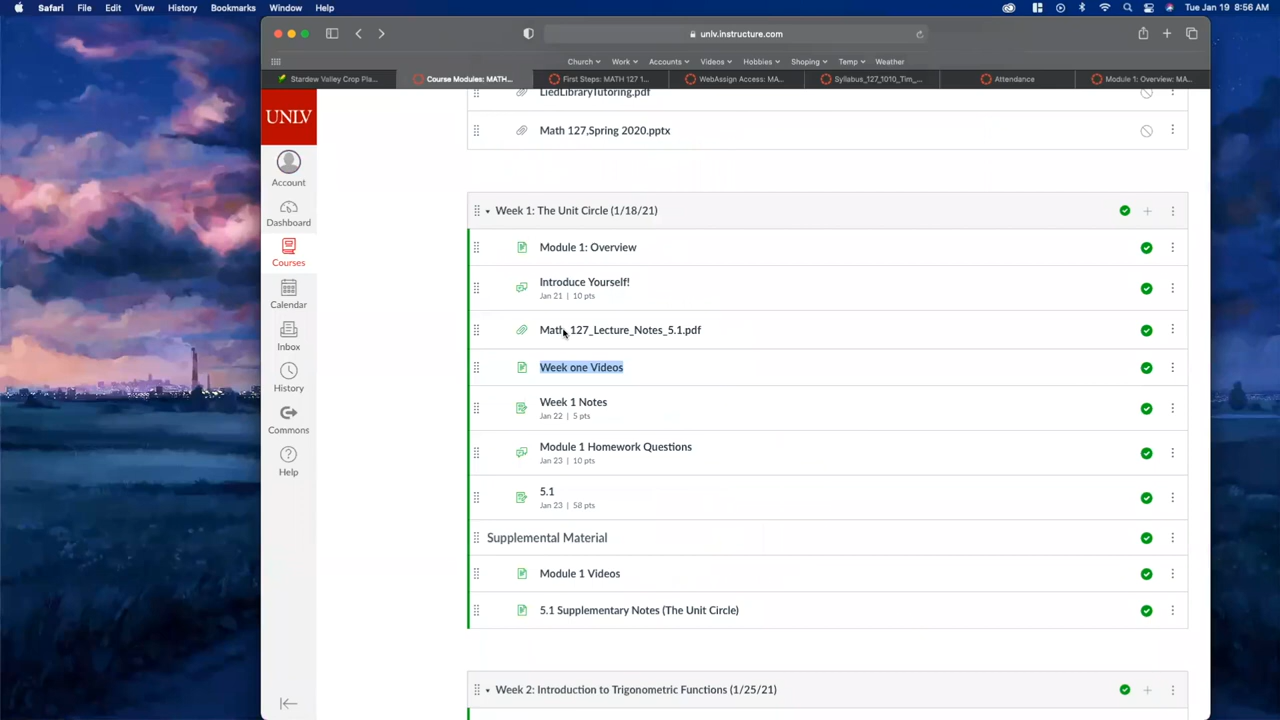 Safari File Edit View History Bookmarks Window Help
Tue Jan 19 8:56 AM
univ.instructure.com
Church Work Accounts Videos Hobbies Shoping Temp Weather
Stardew Valley Crop Pla...
Course Modules: MATH...
First Steps: MATH 127 1...
WebAssign Access: MA...
Syllabus_127_1010_Tim_...
Attendance
Module 1: Overview: MA...
UNLV
Account
Dashboard
Courses
Calendar
Inbox
History
Commons
Help
LiedLibraryTutoring.pdf
Math 127,Spring 2020.pptx
Week 1: The Unit Circle (1/18/21)
Module 1: Overview
Introduce Yourself!
Jan 21 | 10 pts
Math_127_Lecture_Notes_5.1.pdf
Week one Videos
Week 1 Notes
Jan 22 | 5 pts
Module 1 Homework Questions
Jan 23 | 10 pts
5.1
Jan 23 | 58 pts
Supplemental Material
Module 1 Videos
5.1 Supplementary Notes (The Unit Circle)
Week 2: Introduction to Trigonometric Functions (1/25/21)